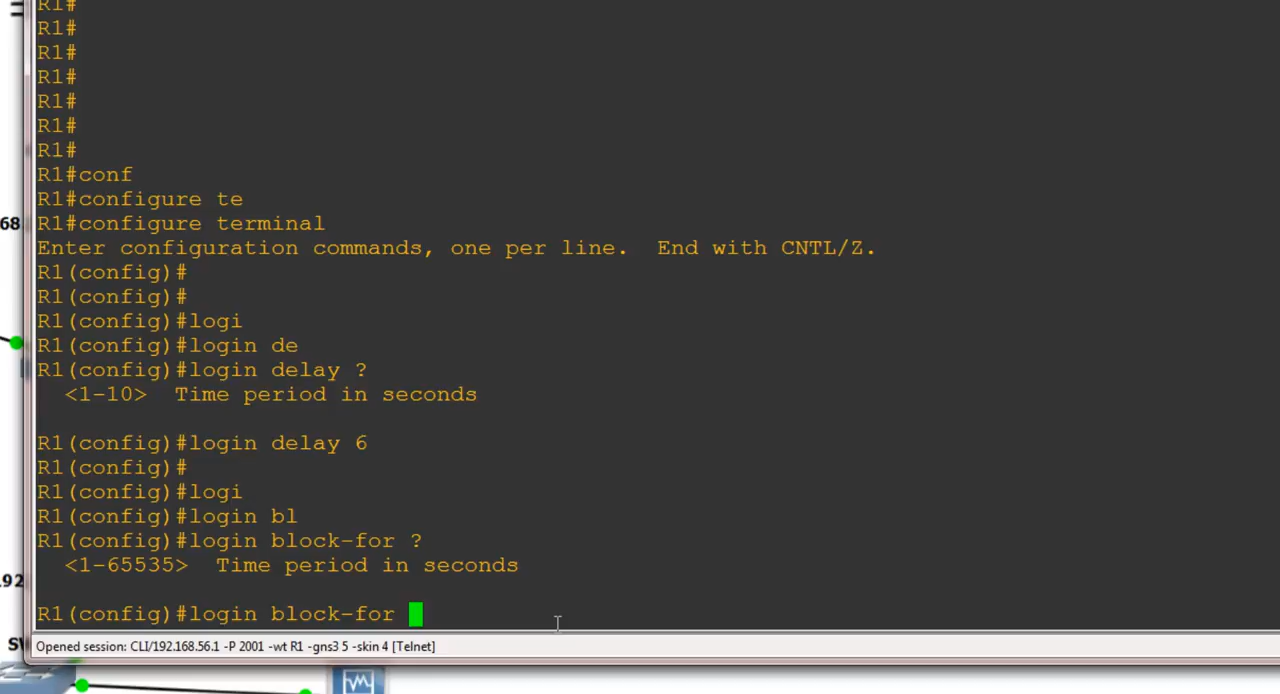 R1#
R1#
R1#
R1#
R1#
R1#
R1#
R1#conf
R1#configure te
R1#configure terminal
Enter configuration commands, one per line.  End with CNTL/Z.
R1(config)#
R1(config)#
R1(config)#logi
R1(config)#login de
R1(config)#login delay ?
  <1-10>  Time period in seconds
R1(config)#login delay 6
R1(config)#
R1(config)#logi
R1(config)#login bl
R1(config)#login block-for ?
  <1-65535>  Time period in seconds
R1(config)#login block-for
Opened session: CLI/192.168.56.1 -P 2001 -wt R1 -gns3 5 -skin 4 [Telnet]
68
92
SW